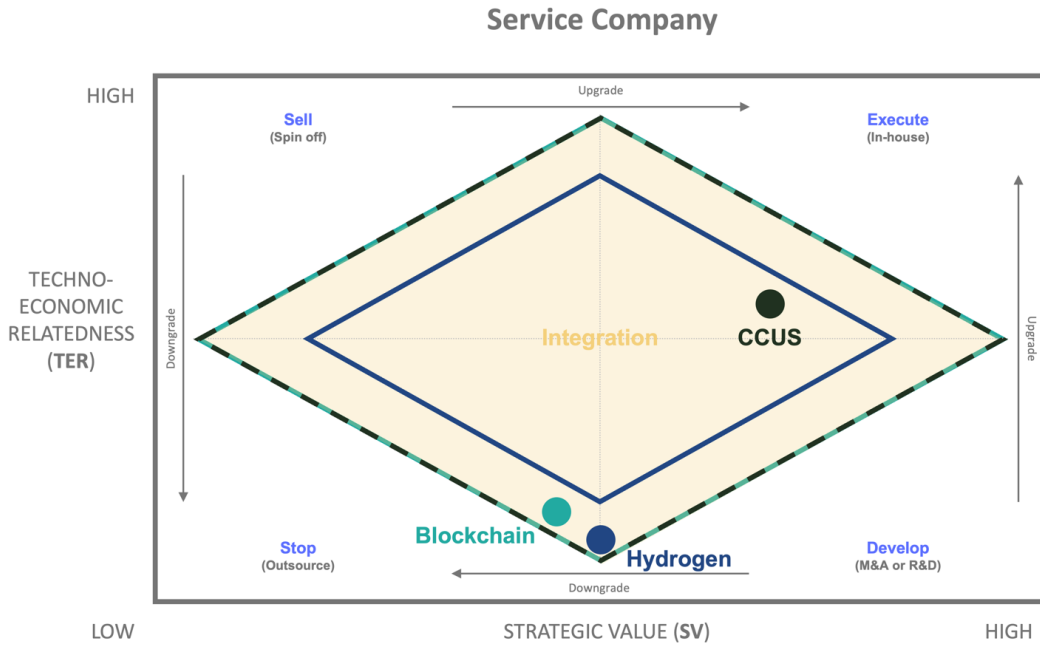 Service Company
HIGH
Upgrade
Sell
(Spin off)
Execute
(In-house)
TECHNO-
ECONOMIC
RELATEDNESS
(TER)
Downgrade
Integration
CCUS
Upgrade
Blockchain
Hydrogen
Stop
(Outsource)
Develop
(M&A or R&D)
Downgrade
LOW
STRATEGIC VALUE (SV)
HIGH